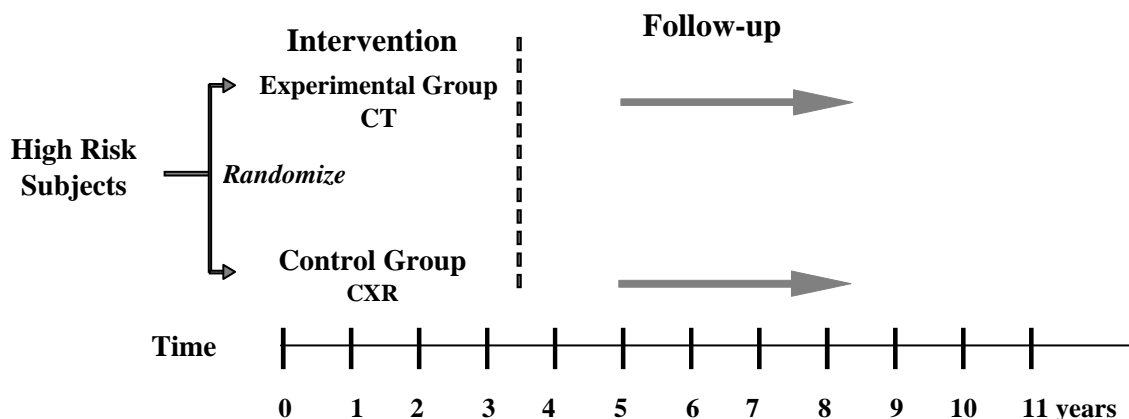 Intervention
Follow-up
Experimental Group
CT
High Risk
Subjects
Randomize
Control Group
CXR
Time
0 1 2 3 4 5 6 7 8 9 10 11 years